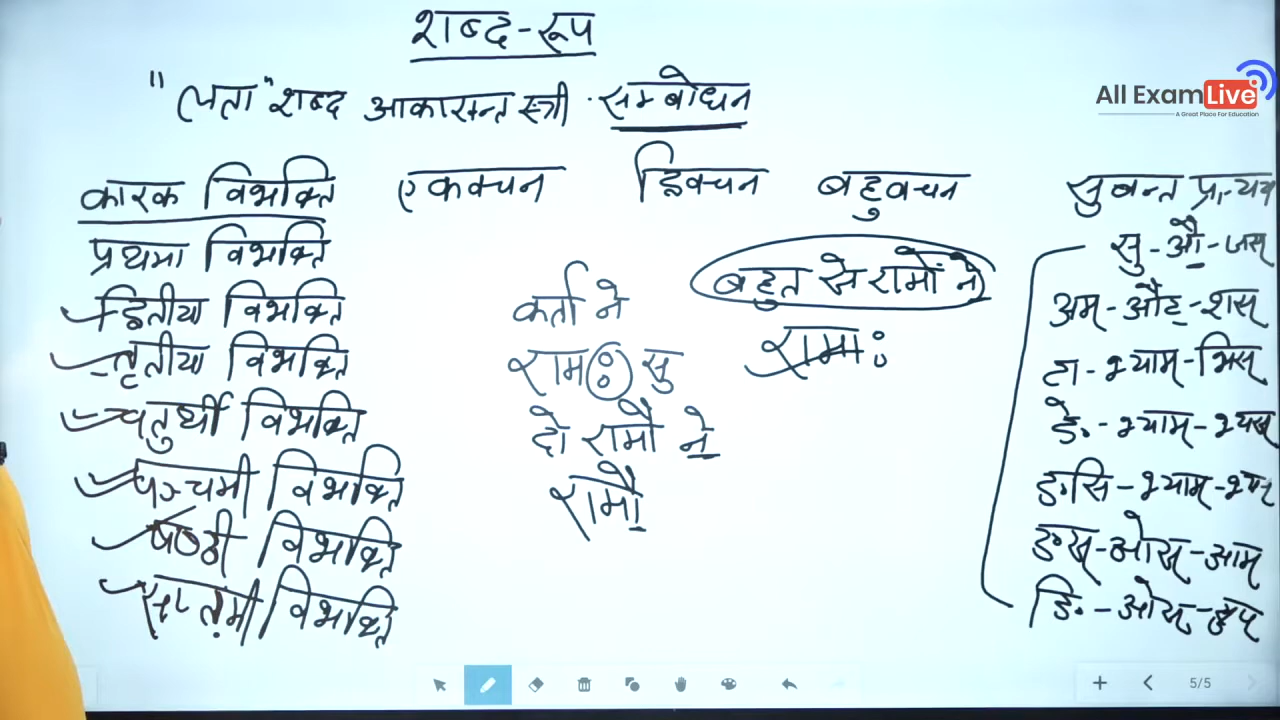 शब्द-रूप
"लता" शब्द आकारान्त स्त्री · सम्बोधन
All Exam Live
A Great Place For Education
कारक विभक्ति एकवचन द्विवचन बहुवचन सुबन्त प्रत्यय
प्रथमा विभक्ति
द्वितीया विभक्ति
तृतीया विभक्ति
चतुर्थी विभक्ति
पञ्चमी विभक्ति
षष्ठी विभक्ति
सप्तमी विभक्ति
कर्ता ने
रामः सु
दो रामौ ने
रामौ
बहुत से रामों ने
रामाः
सु - औ - जस्
अम् - औट् - शस्
टा - भ्याम् - भिस्
ङे - भ्याम् - भ्यस्
ङसि - भ्याम् - भ्यस्
ङस् - ओस् - आम्
ङि - ओस् - सुप्
5/5